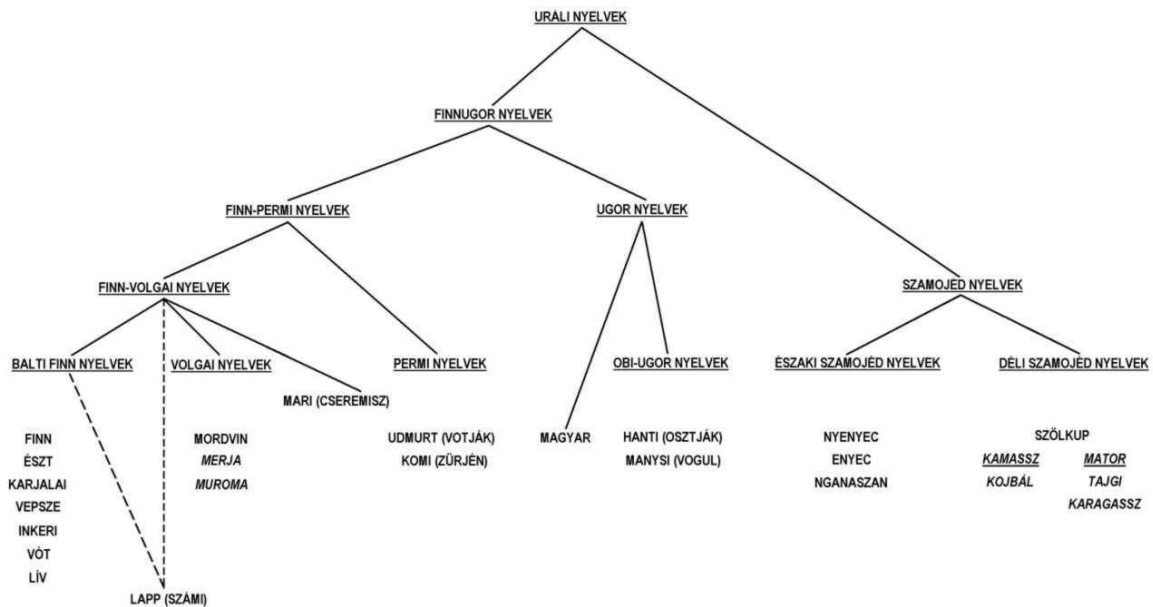 URÁLI NYELVEK
FINNUGOR NYELVEK
FINN-PERMI NYELVEK
UGOR NYELVEK
FINN-VOLGAI NYELVEK
SZAMOJÉD NYELVEK
BALTI FINN NYELVEK
VOLGAI NYELVEK
PERMI NYELVEK
OBI-UGOR NYELVEK
ÉSZAKI SZAMOJÉD NYELVEK
DÉLI SZAMOJÉD NYELVEK
MARI (CSEREMISZ)
FINN
ÉSZT
KARJALAI
VEPSZE
INKERI
VÓT
LÍV
LAPP (SZÁMI)
MORDVIN
MERJA
MUROMA
UDMURT (VOTJÁK)
KOMI (ZÜRJÉN)
MAGYAR
HANTI (OSZTJÁK)
MANYSI (VOGUL)
NYENYEC
ENYEC
NGANASZAN
SZÖLKUP
KAMASSZ
KOJBÁL
MATOR
TAJGI
KARAGASSZ